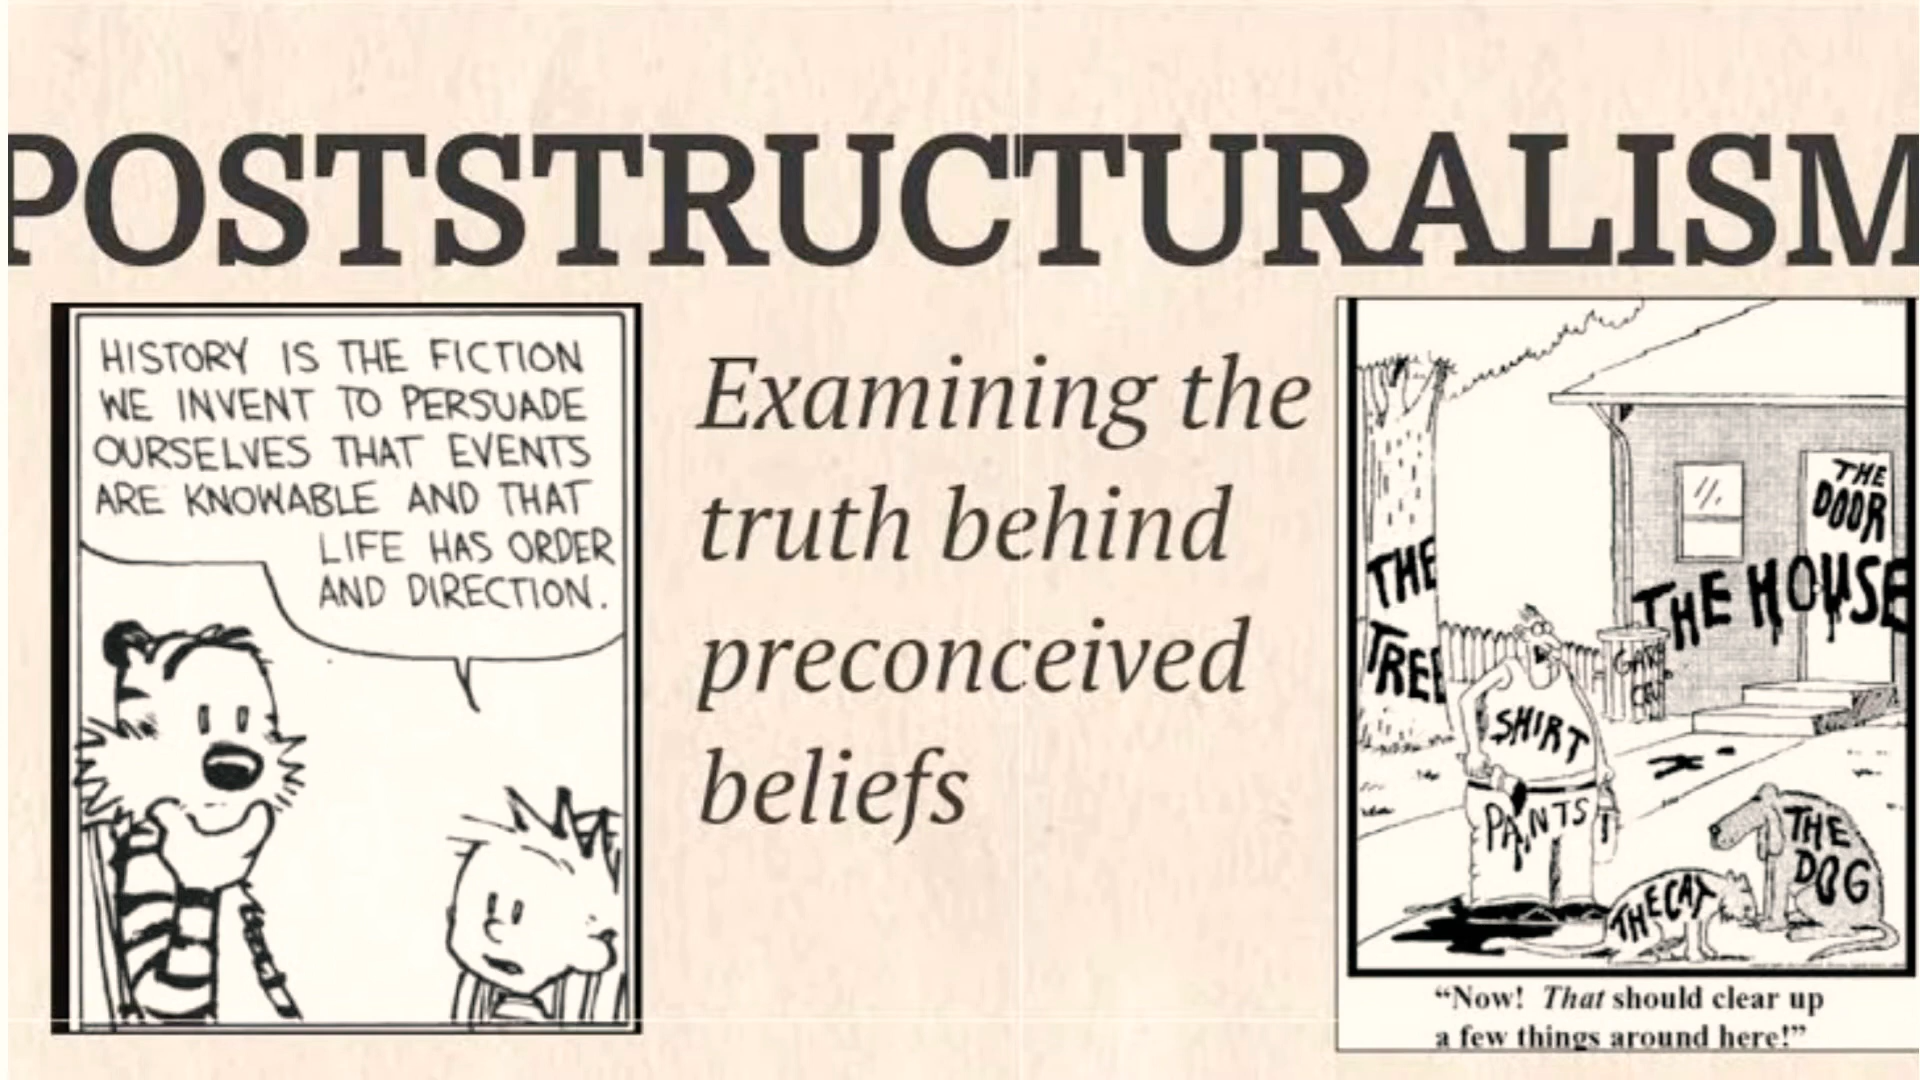 POSTSTRUCTURALISM
HISTORY IS THE FICTION
WE INVENT TO PERSUADE
OURSELVES THAT EVENTS
ARE KNOWABLE AND THAT
LIFE HAS ORDER
AND DIRECTION.
Examining the
truth behind
preconceived
beliefs
THE
DOOR
THE HOUSE
THE
TREE
SHIRT
PANTS
THE
DOG
THE CAT
“Now! That should clear up
a few things around here!”